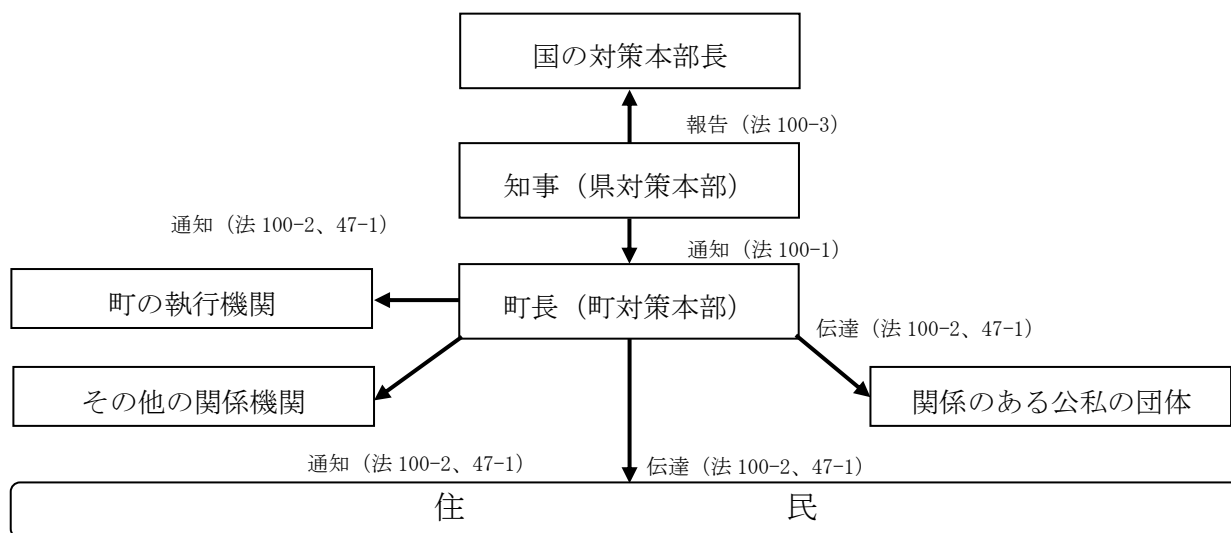 国の対策本部長
報告（法 100-3）
知事（県対策本部）
通知（法 100-2、47-1）
通知（法 100-1）
町の執行機関
町長（町対策本部）
伝達（法 100-2、47-1）
その他の関係機関
関係のある公私の団体
通知（法 100-2、47-1）
伝達（法 100-2、47-1）
住 民